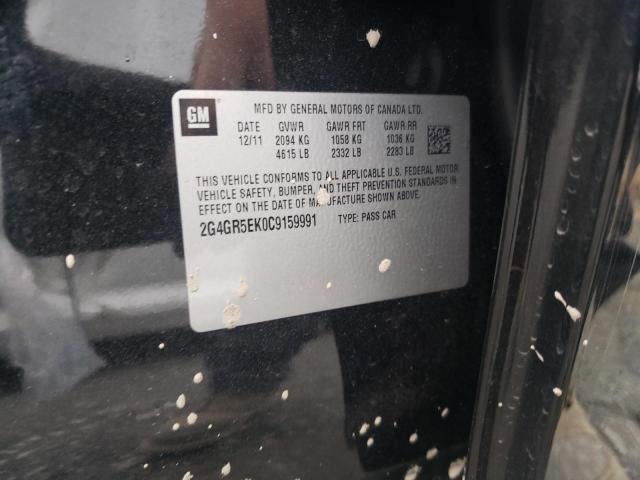 GM
MFD BY GENERAL MOTORS OF CANADA LTD.
DATE GVWR GAWR FRT GAWR RR
12/11 2094 KG 1058 KG 1036 KG
4615 LB 2332 LB 2283 LB
THIS VEHICLE CONFORMS TO ALL APPLICABLE U.S. FEDERAL MOTOR
VEHICLE SAFETY, BUMPER, AND THEFT PREVENTION STANDARDS IN
EFFECT ON THE DATE OF MANUFACTURE SHOWN ABOVE.
2G4GR5EK0C9159991 TYPE: PASS CAR